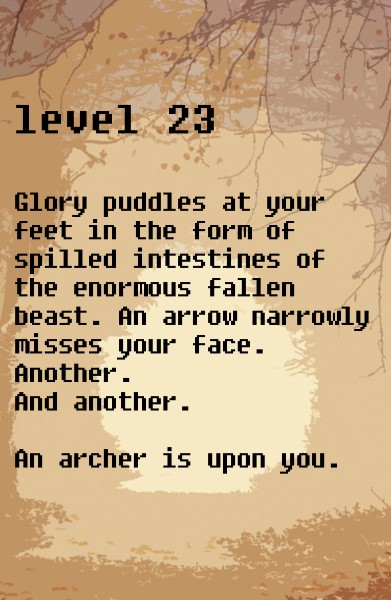 level 23
Glory puddles at your
feet in the form of
spilled intestines of
the enormous fallen
beast. An arrow narrowly
misses your face.
Another.
And another.
An archer is upon you.